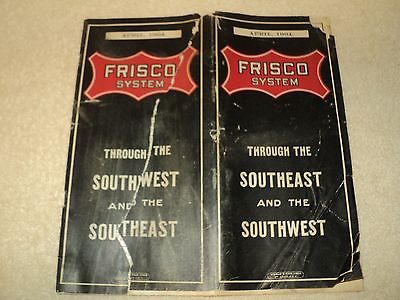 APRIL, 1904.
FRISCO
SYSTEM
THROUGH THE
SOUTHWEST
AND THE
SOUTHEAST
APRIL, 1904.
FRISCO
SYSTEM
THROUGH THE
SOUTHEAST
AND THE
SOUTHWEST